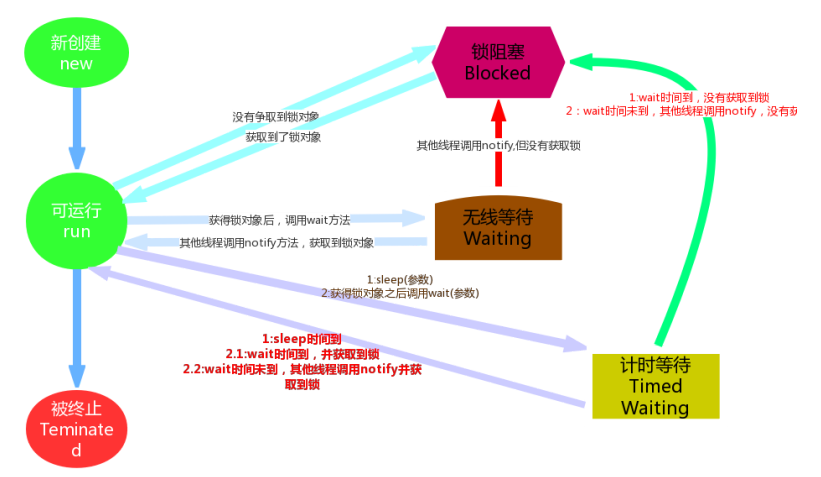 新创建
new
锁阻塞
Blocked
1:wait时间到，没有获取到锁
2：wait时间未到，其他线程调用notify，没有获
没有争取到锁对象
获取到了锁对象
其他线程调用notify,但没有获取锁
可运行
run
获得锁对象后，调用wait方法
其他线程调用notify方法，获取到锁对象
无线等待
Waiting
1:sleep(参数)
2:获得锁对象之后调用wait(参数)
1:sleep时间到
2.1:wait时间到，并获取到锁
2.2:wait时间未到，其他线程调用notify并获
取到锁
计时等待
Timed
Waiting
被终止
Teminate
d